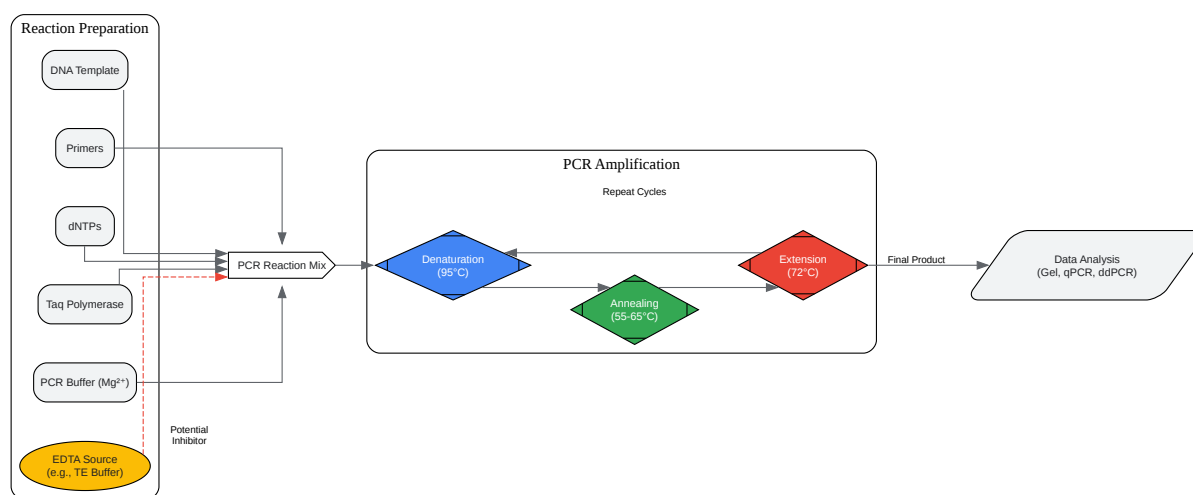 Reaction Preparation
DNA Template
Primers
dNTPs
Taq Polymerase
PCR Buffer (Mg²⁺)
EDTA Source
(e.g., TE Buffer)
Potential
Inhibitor
PCR Reaction Mix
PCR Amplification
Repeat Cycles
Denaturation
(95°C)
Annealing
(55-65°C)
Extension
(72°C)
Final Product
Data Analysis
(Gel, qPCR, ddPCR)